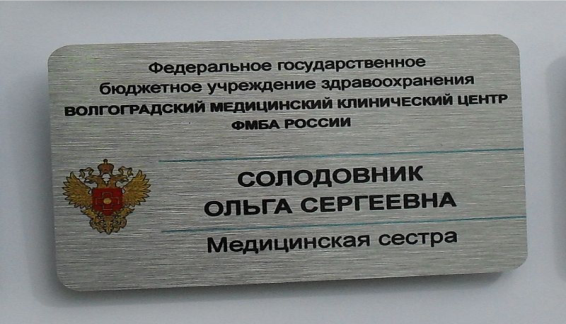 Федеральное государственное
бюджетное учреждение здравоохранения
ВОЛГОГРАДСКИЙ МЕДИЦИНСКИЙ КЛИНИЧЕСКИЙ ЦЕНТР
ФМБА РОССИИ
СОЛОДОВНИК
ОЛЬГА СЕРГЕЕВНА
Медицинская сестра